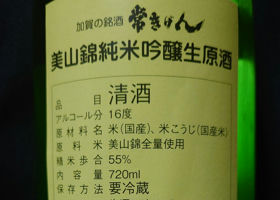 加賀の銘酒 常きげん
美山錦純米吟醸生原酒
品目 清酒
アルコール分 16度
原材料名 米(国産)、米こうじ(国産米)
原料米 美山錦全量使用
精米歩合 55%
内容量 720ml
保存方法 要冷蔵